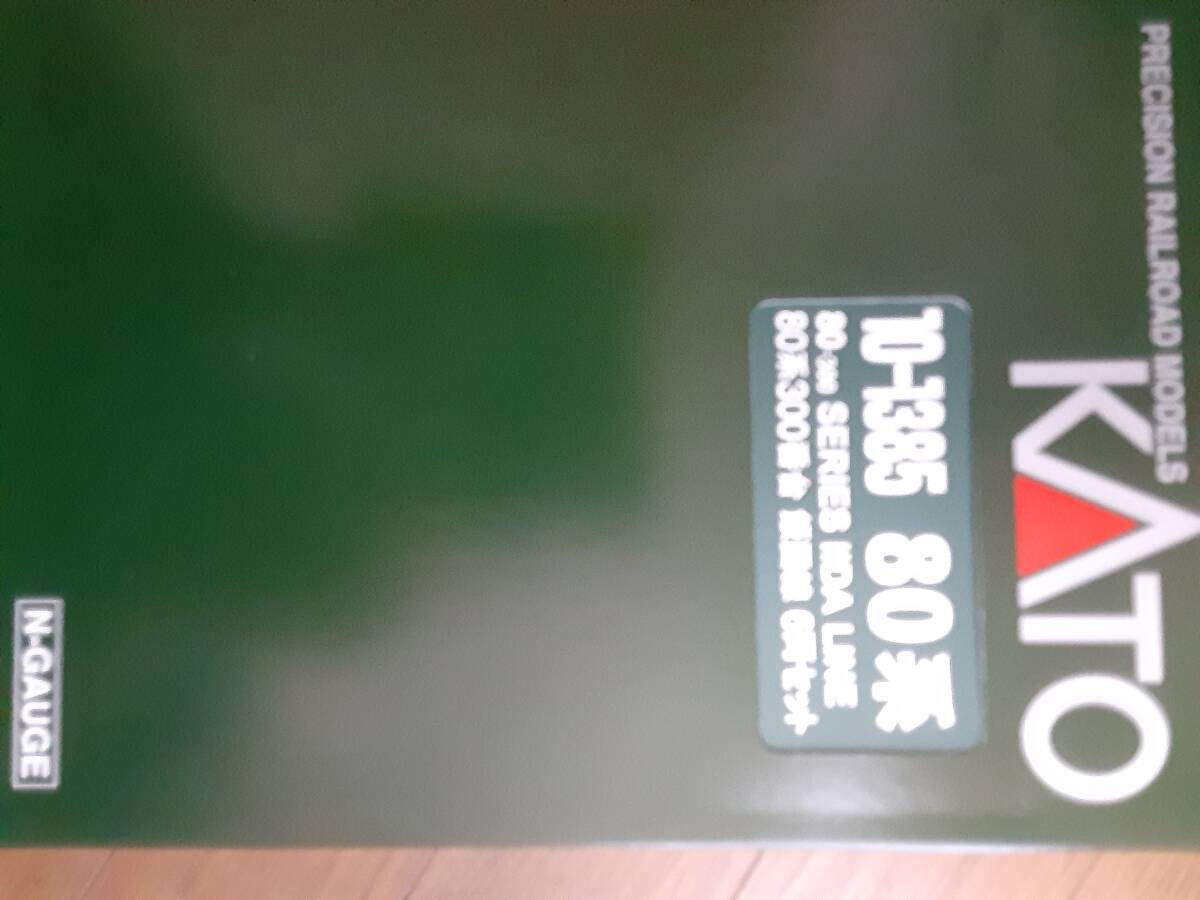 PRECISION RAILROAD MODELS
KATO
10-1385 80系
80-300 SERIES IIDA LINE
80系300番台 飯田線 6両セット
N-GAUGE